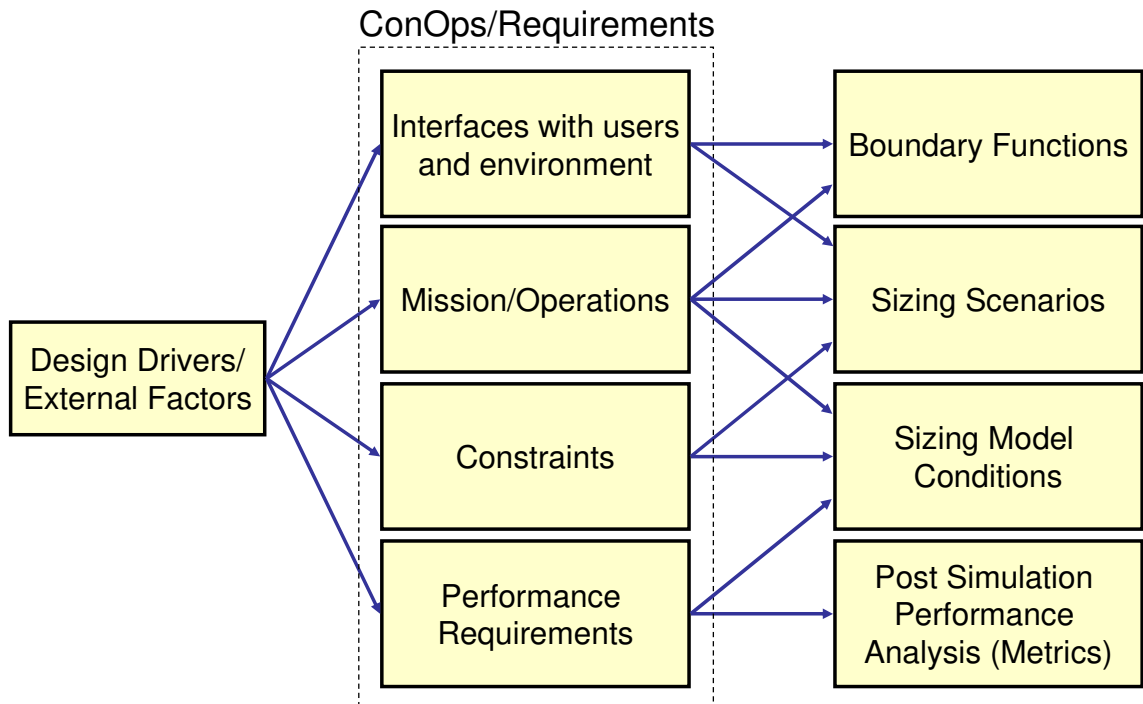 ConOps/Requirements
Interfaces with users
and environment
Boundary Functions
Mission/Operations
Sizing Scenarios
Design Drivers/
External Factors
Constraints
Sizing Model
Conditions
Performance
Requirements
Post Simulation
Performance
Analysis (Metrics)